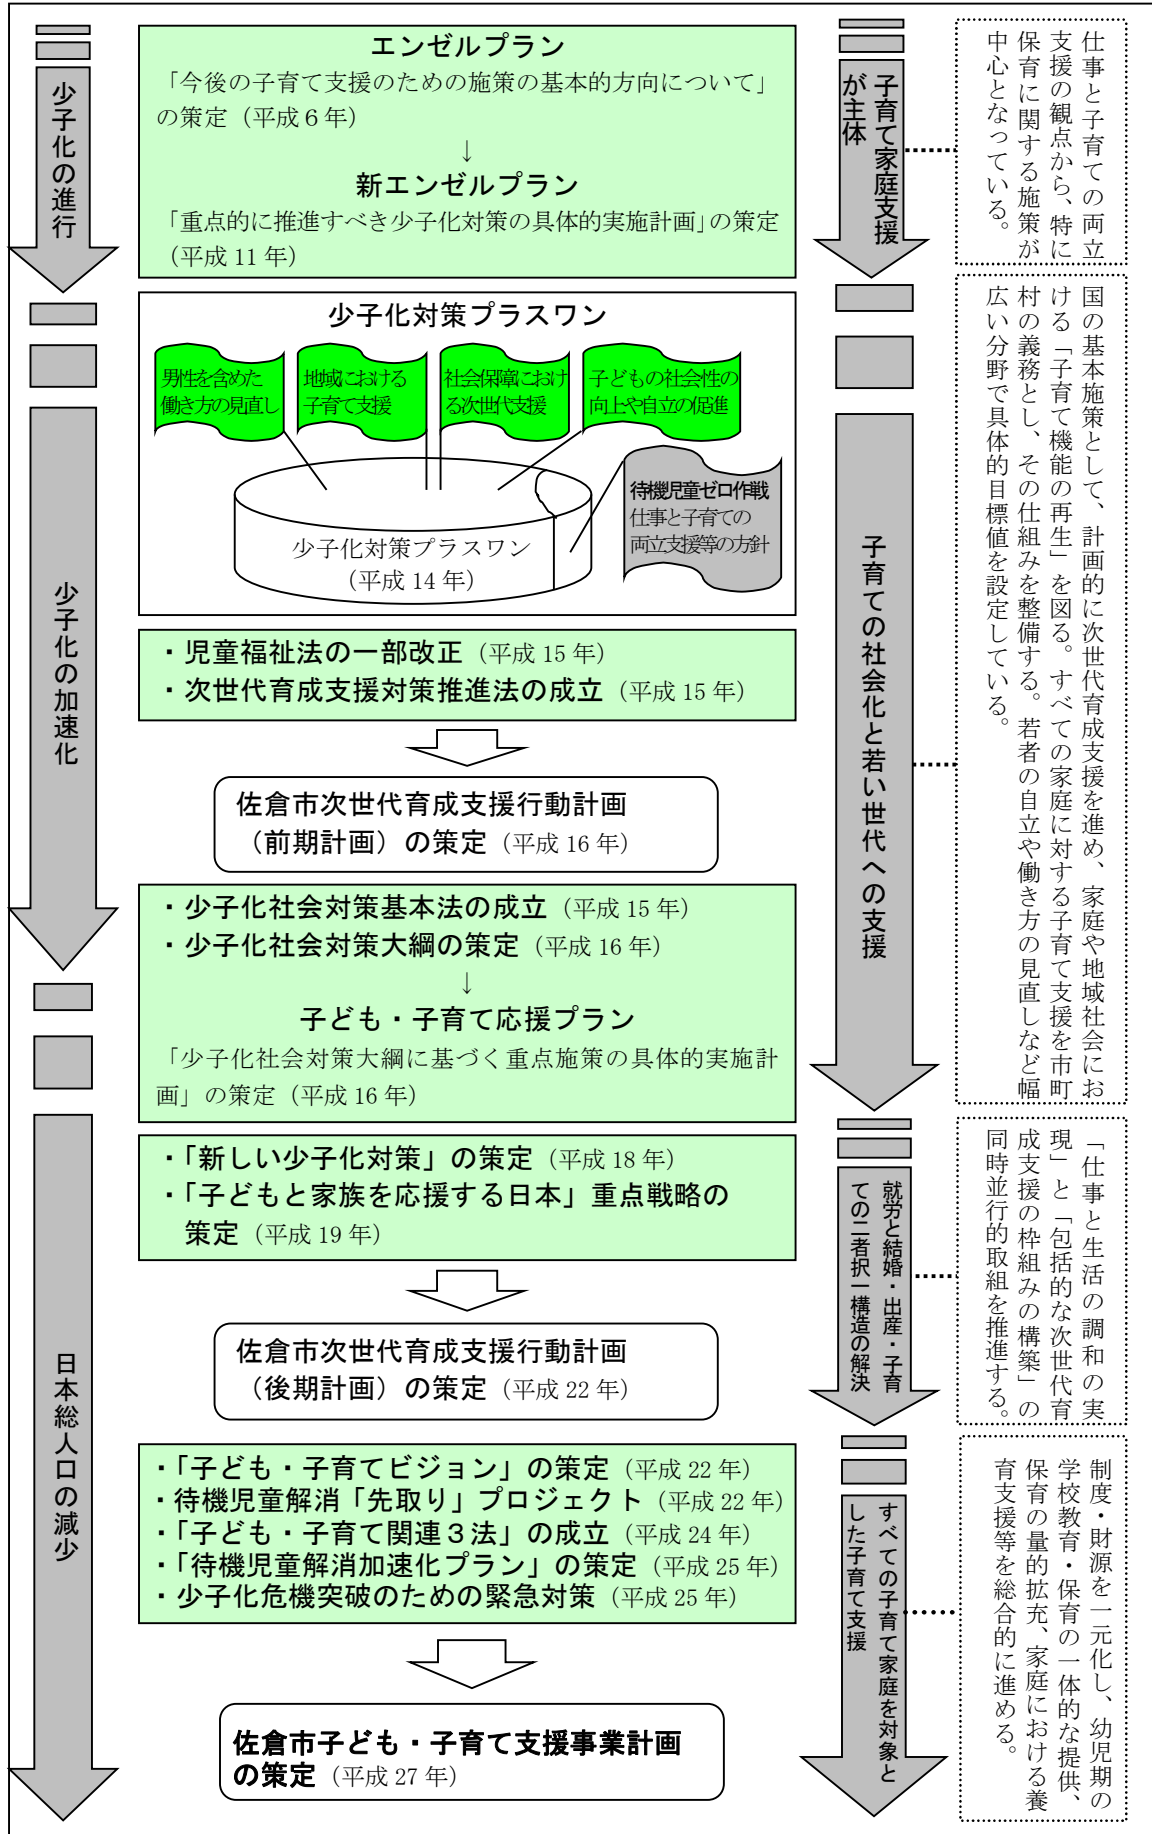 少子化の進行
少子化の加速化
日本総人口の減少
エンゼルプラン
「今後の子育て支援のための施策の基本的方向について」
の策定（平成６年）
↓
新エンゼルプラン
「重点的に推進すべき少子化対策の具体的実施計画」の策定
（平成 11 年）
少子化対策プラスワン
男性を含めた
働き方の見直し
地域における
子育て支援
社会保障におけ
る次世代支援
子どもの社会性の
向上や自立の促進
待機児童ゼロ作戦
仕事と子育ての
両立支援等の方針
少子化対策プラスワン
（平成 14 年）
・児童福祉法の一部改正（平成 15 年）
・次世代育成支援対策推進法の成立（平成 15 年）
佐倉市次世代育成支援行動計画
（前期計画）の策定（平成 16 年）
・少子化社会対策基本法の成立（平成 15 年）
・少子化社会対策大綱の策定（平成 16 年）
↓
子ども・子育て応援プラン
「少子化社会対策大綱に基づく重点施策の具体的実施計
画」の策定（平成 16 年）
・「新しい少子化対策」の策定（平成 18 年）
・「子どもと家族を応援する日本」重点戦略の
策定（平成 19 年）
佐倉市次世代育成支援行動計画
（後期計画）の策定（平成 22 年）
・「子ども・子育てビジョン」の策定（平成 22 年）
・待機児童解消「先取り」プロジェクト（平成 22 年）
・「子ども・子育て関連３法」の成立（平成 24 年）
・「待機児童解消加速化プラン」の策定（平成 25 年）
・少子化危機突破のための緊急対策（平成 25 年）
佐倉市子ども・子育て支援事業計画
の策定（平成 27 年）
子育て家庭支援
が主体
子育ての社会化と若い世代への支援
就労と結婚・出産・子育
ての二者択一構造の解決
すべての子育て家庭を対象と
した子育て支援
仕事と子育ての両立
支援の観点から、特に
保育に関する施策が
中心となっている。
国の基本施策として、計画的に次世代育成支援を進め、家庭や地域社会にお
ける「子育て機能の再生」を図る。すべての家庭に対する子育て支援を市町
村の義務とし、その仕組みを整備する。若者の自立や働き方の見直しなど幅
広い分野で具体的目標値を設定している。
「仕事と生活の調和の実
現」と「包括的な次世代育
成支援の枠組みの構築」の
同時並行的取組を推進する。
制度・財源を一元化し、幼児期の
学校教育・保育の一体的な提供、
保育の量的拡充、家庭における養
育支援等を総合的に進める。